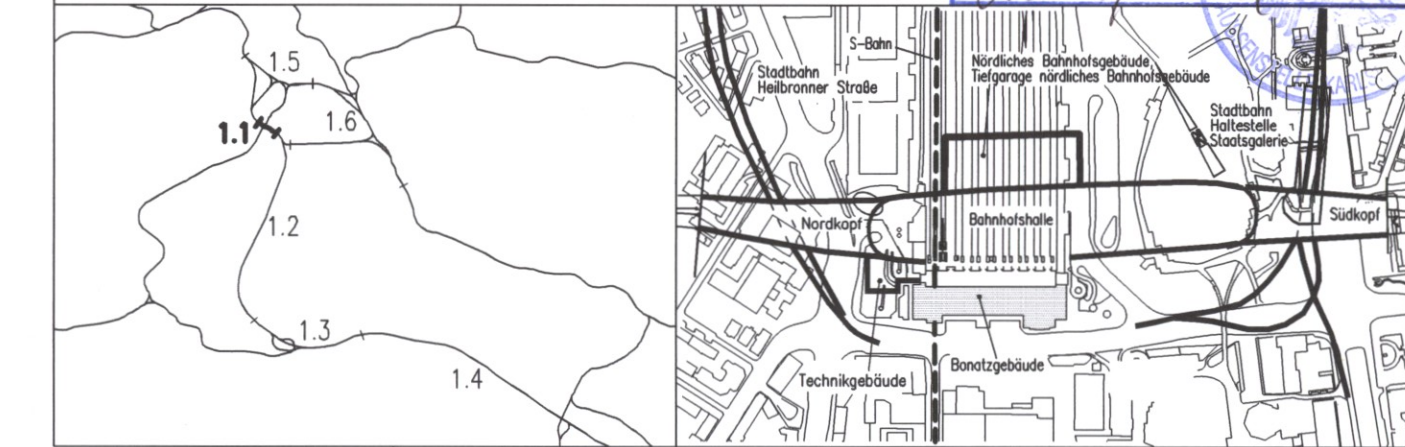 1.5
1.6
1.1
1.2
1.3
1.4
S-Bahn
Stadtbahn
Heilbronner Straße
Nördliches Bahnhofsgebäude,
Tiefgarage nördliches Bahnhofsgebäude
Stadtbahn
Haltestelle
Staatsgalerie
Nordkopf
Bahnhofshalle
Südkopf
Technikgebäude
Bonatzgebäude